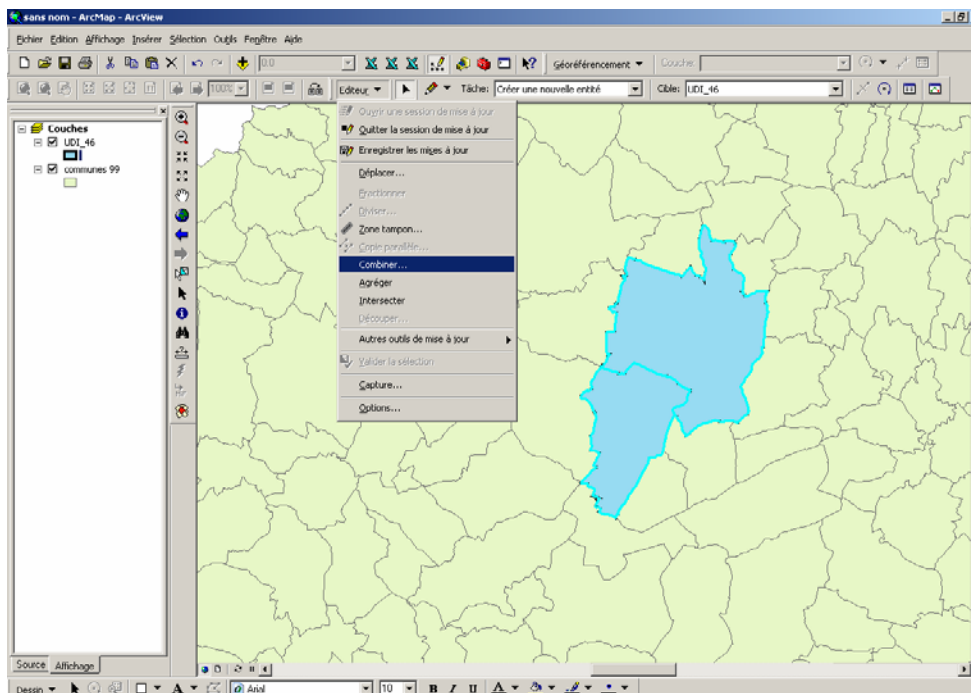 sans nom - ArcMap - ArcView
Fichier Edition Affichage Insérer Sélection Outils Fenêtre Aide
0.0 Géoréférencement Couche:
100% Editeur Tâche: Créer une nouvelle entité Cible: UDI_46
Couches
UDI_46
communes 99
Ouvrir une session de mise à jour
Quitter la session de mise à jour
Enregistrer les mises à jour
Déplacer...
Fractionner
Diviser...
Zone tampon...
Copie parallèle...
Combiner...
Agréger
Intersecter
Découper...
Autres outils de mise à jour
Valider la sélection
Capture...
Options...
Source Affichage
Dessin A Arial 10 B I U A